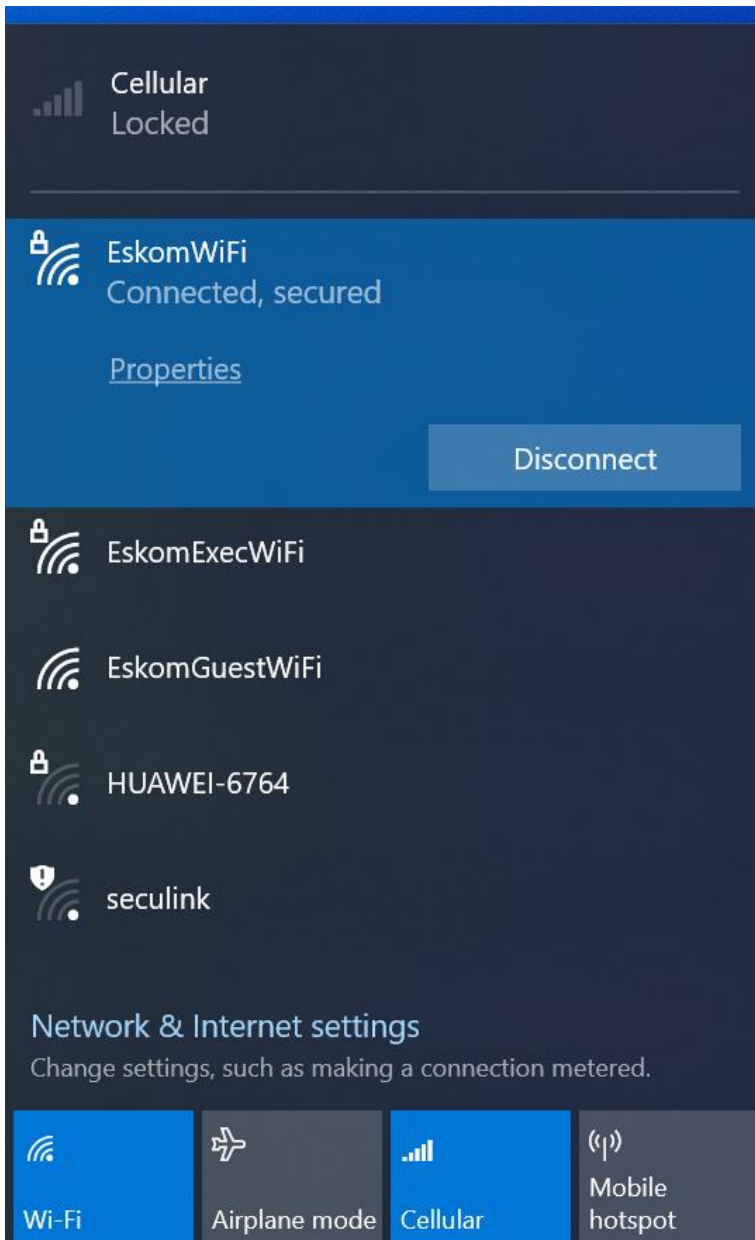 Cellular
Locked
EskomWiFi
Connected, secured
Properties
Disconnect
EskomExecWiFi
EskomGuestWiFi
HUAWEI-6764
seculink
Network & Internet settings
Change settings, such as making a connection metered.
Wi-Fi
Airplane mode
Cellular
Mobile
hotspot